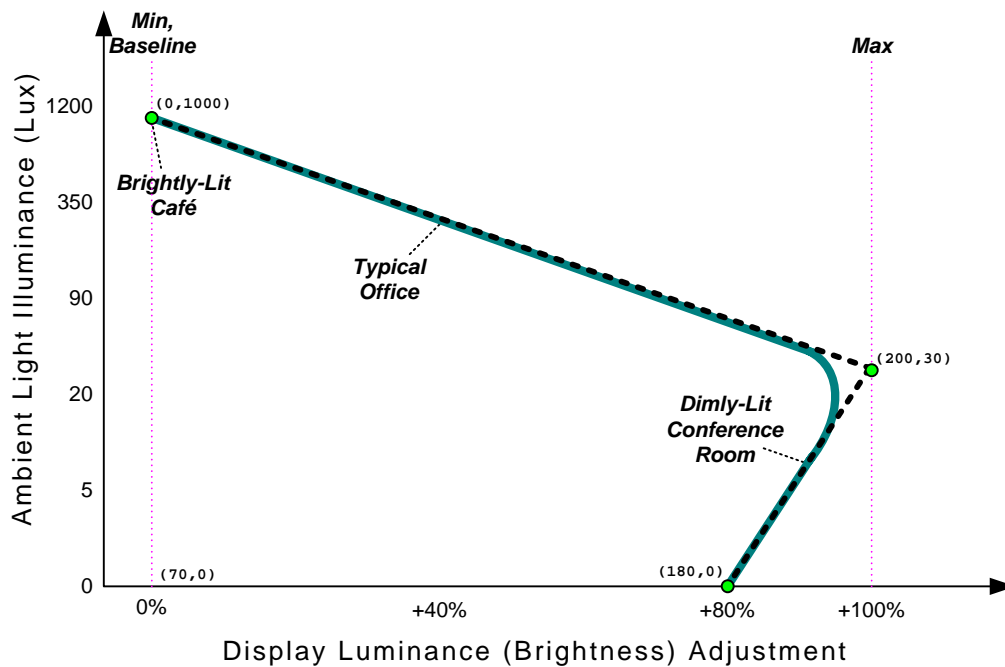 Min,
Baseline
Max
1200
(0,1000)
Brightly-Lit
Café
350
Typical
Office
90
(200,30)
20
Dimly-Lit
Conference
Room
5
(70,0)
(180,0)
0
0%
+40%
+80%
+100%
Ambient Light Illuminance (Lux)
Display Luminance (Brightness) Adjustment